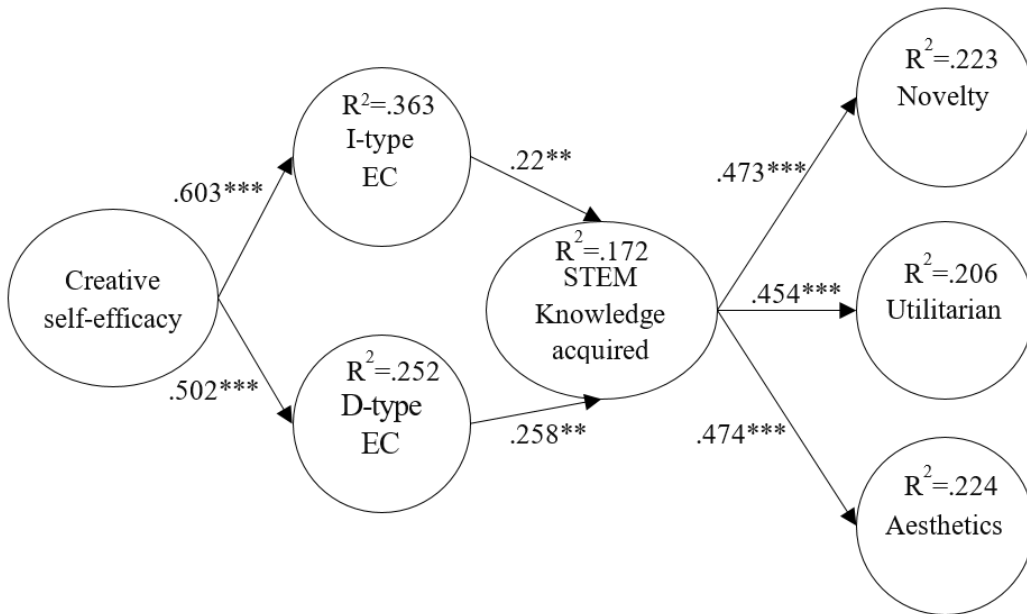 Creative
self-efficacy
.603***
.502***
R²=.363
I-type
EC
R²=.252
D-type
EC
.22**
.258**
R²=.172
STEM
Knowledge
acquired
.473***
.454***
.474***
R²=.223
Novelty
R²=.206
Utilitarian
R²=.224
Aesthetics